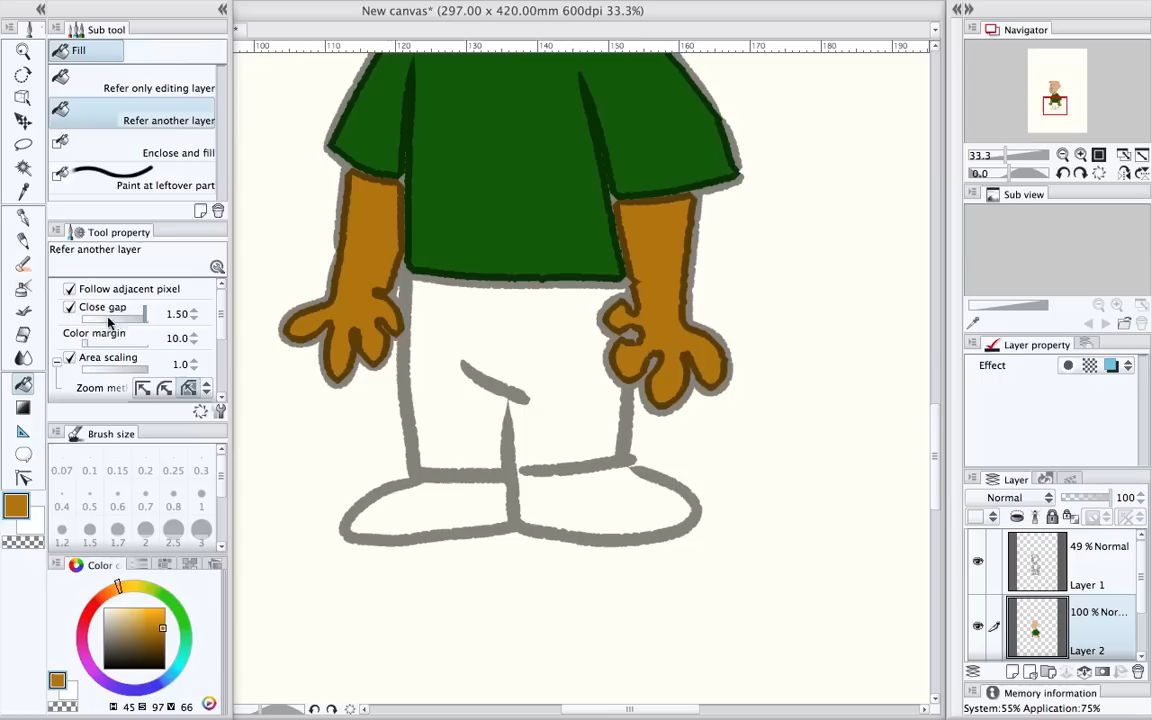 New canvas* (297.00 x 420.00mm 600dpi 33.3%)
Sub tool
Fill
Refer only editing layer
Refer another layer
Enclose and fill
Paint at leftover part
Tool property
Refer another layer
Follow adjacent pixel
Close gap 1.50
Color margin 10.0
Area scaling 1.0
Zoom met
Brush size
0.07 0.1 0.15 0.2 0.25 0.3
0.4 0.5 0.6 0.7 0.8 1
1.2 1.5 1.7 2 2.5 3
Color c
H 45 S 97 V 66
*
100 110 120 130 140 150 160 170 180 190
Navigator
33.3
0.0
Sub view
Layer property
Effect
Layer
Normal 100
49 % Normal
Layer 1
100 % Nor...
Layer 2
Memory information
System:55% Application:75%